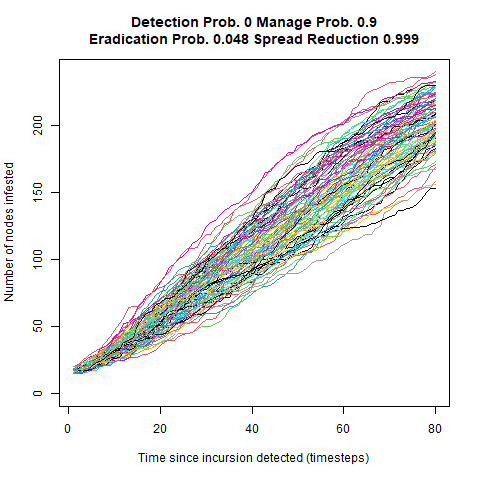 Detection Prob. 0 Manage Prob. 0.9
Eradication Prob. 0.048 Spread Reduction 0.999
Number of nodes infested
200
150
100
50
0
0 20 40 60 80
Time since incursion detected (timesteps)